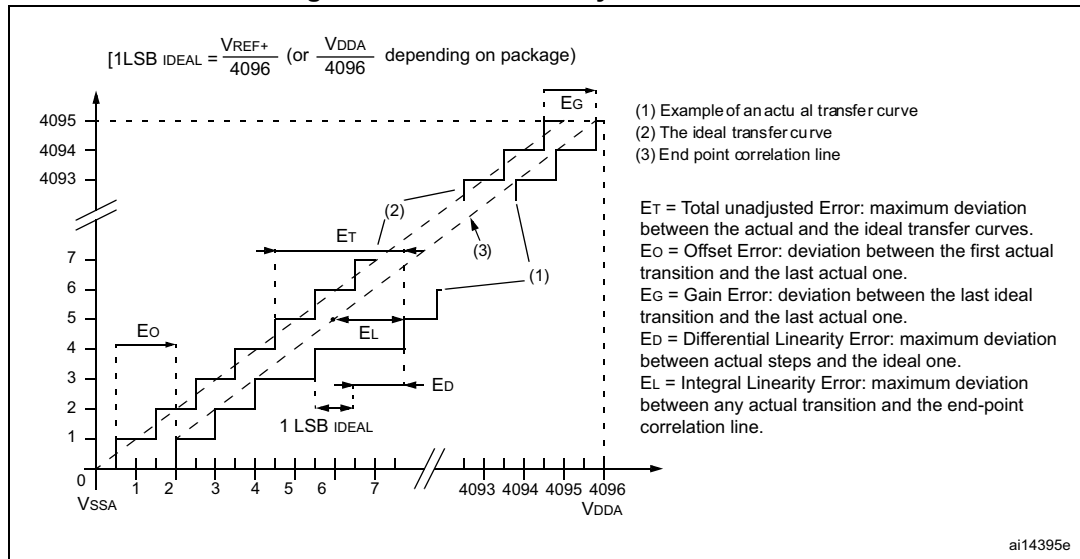 [1LSB IDEAL = VREF+ / 4096 (or VDDA / 4096 depending on package)
EG
(1) Example of an actu al transfer curve
(2) The ideal transfer curve
(3) End point correlation line
4095
4094
4093
7
6
5
4
3
2
1
0
(2)
ET
(3)
(1)
EO
EL
ED
1 LSB IDEAL
ET = Total unadjusted Error: maximum deviation
between the actual and the ideal transfer curves.
EO = Offset Error: deviation between the first actual
transition and the last actual one.
EG = Gain Error: deviation between the last ideal
transition and the last actual one.
ED = Differential Linearity Error: maximum deviation
between actual steps and the ideal one.
EL = Integral Linearity Error: maximum deviation
between any actual transition and the end-point
correlation line.
1 2 3 4 5 6 7 4093 4094 4095 4096
VSSA VDDA
ai14395e